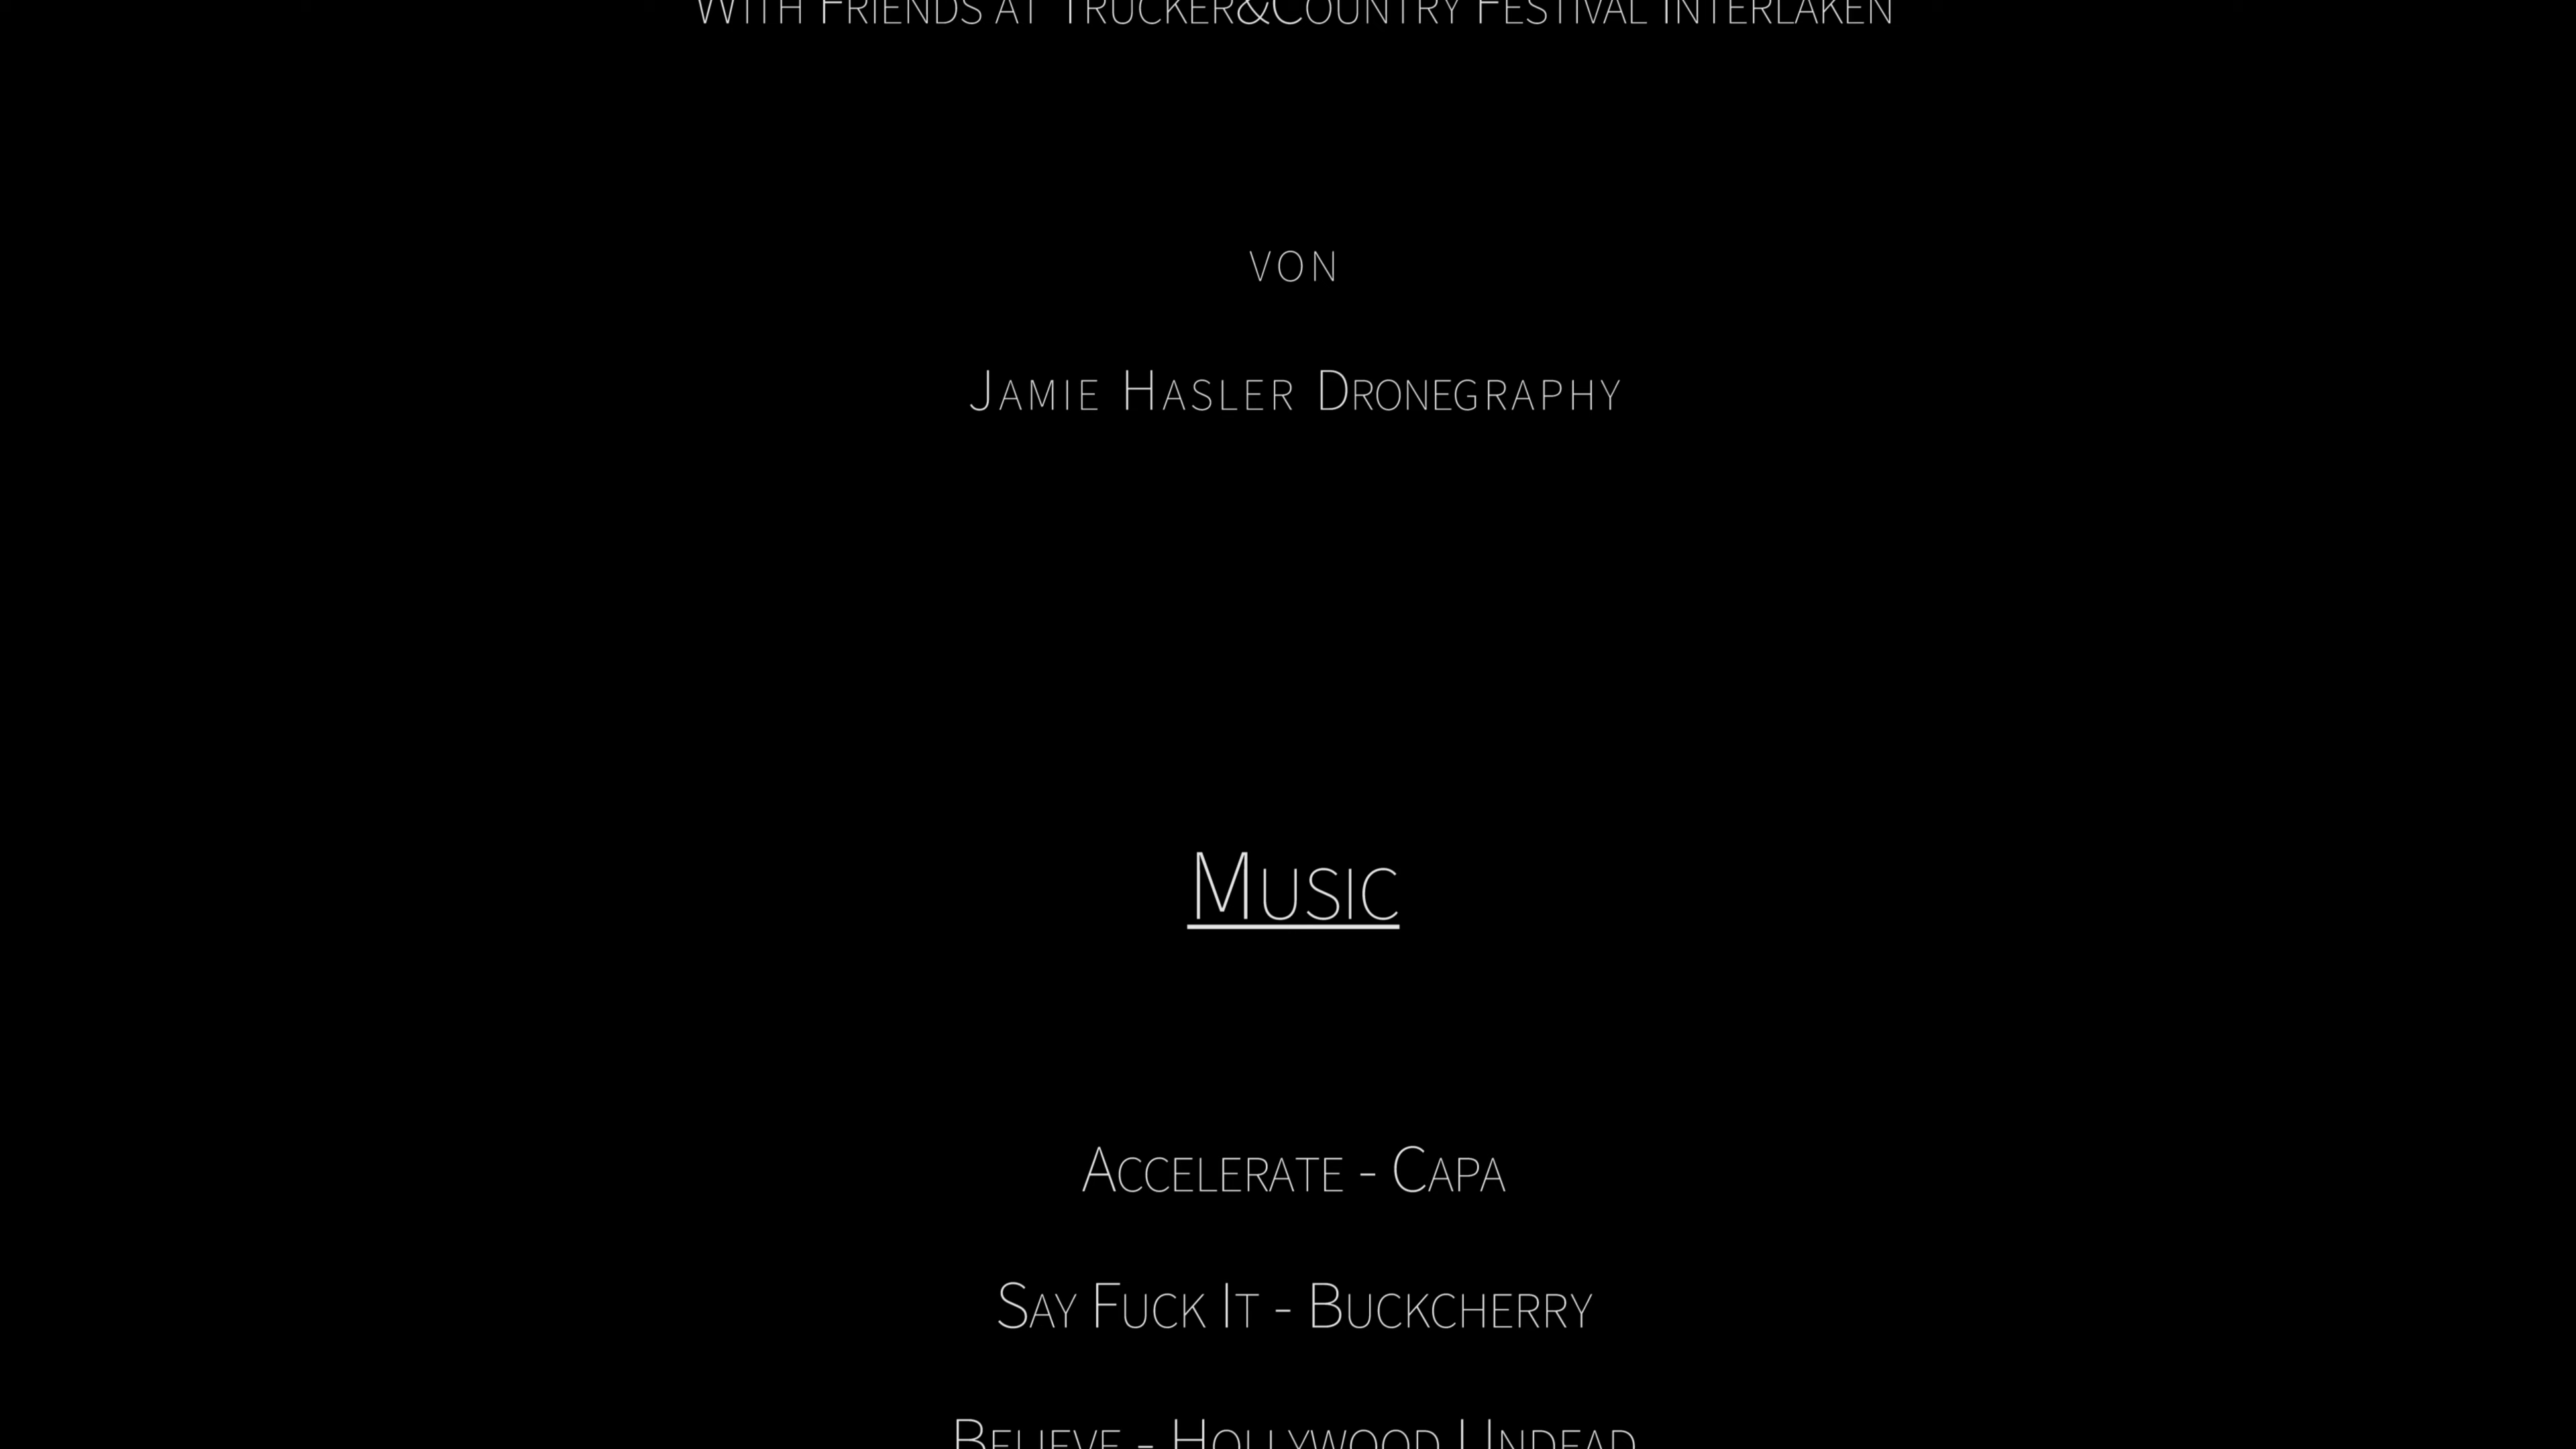 With Friends at Trucker&Country Festival Interlaken
von
Jamie Hasler Dronegraphy
Music
Accelerate - Capa
Say Fuck It - Buckcherry
Believe - Hollywood Undead